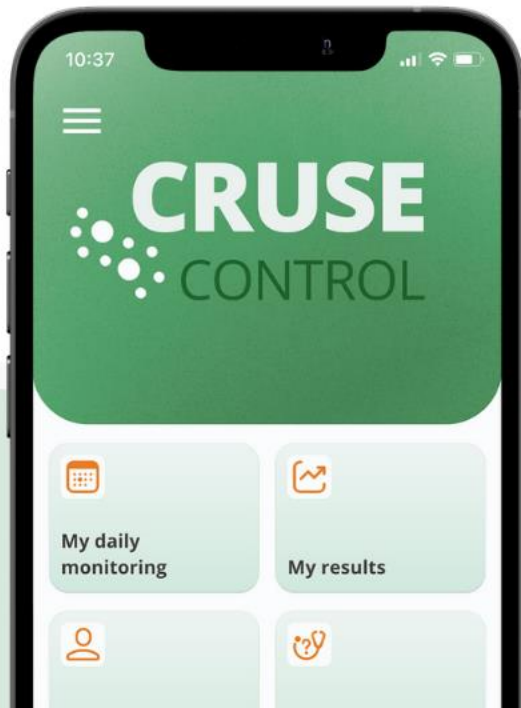 10:37
CRUSE
CONTROL
My daily
monitoring
My results